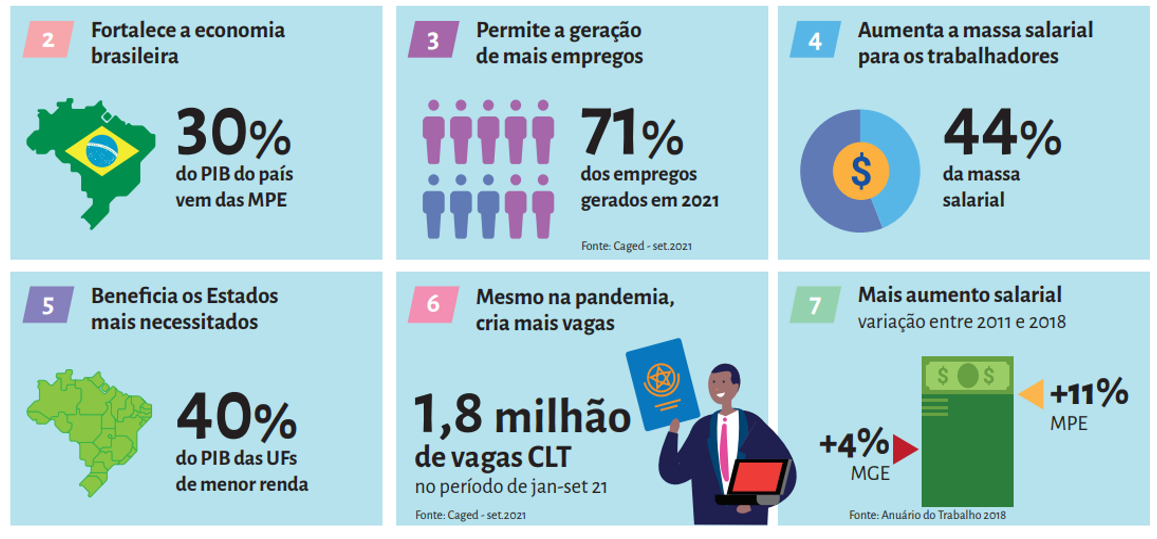 2
Fortalece a economia
brasileira
30%
do PIB do país
vem das MPE
3
Permite a geração
de mais empregos
71%
dos empregos
gerados em 2021
Fonte: Caged - set.2021
4
Aumenta a massa salarial
para os trabalhadores
$
44%
da massa
salarial
5
Beneficia os Estados
mais necessitados
40%
do PIB das UFs
de menor renda
6
Mesmo na pandemia,
cria mais vagas
1,8 milhão
de vagas CLT
no período de jan-set 21
Fonte: Caged - set.2021
7
Mais aumento salarial
variação entre 2011 e 2018
$ $
+11%
MPE
+4%
MGE
Fonte: Anuário do Trabalho 2018